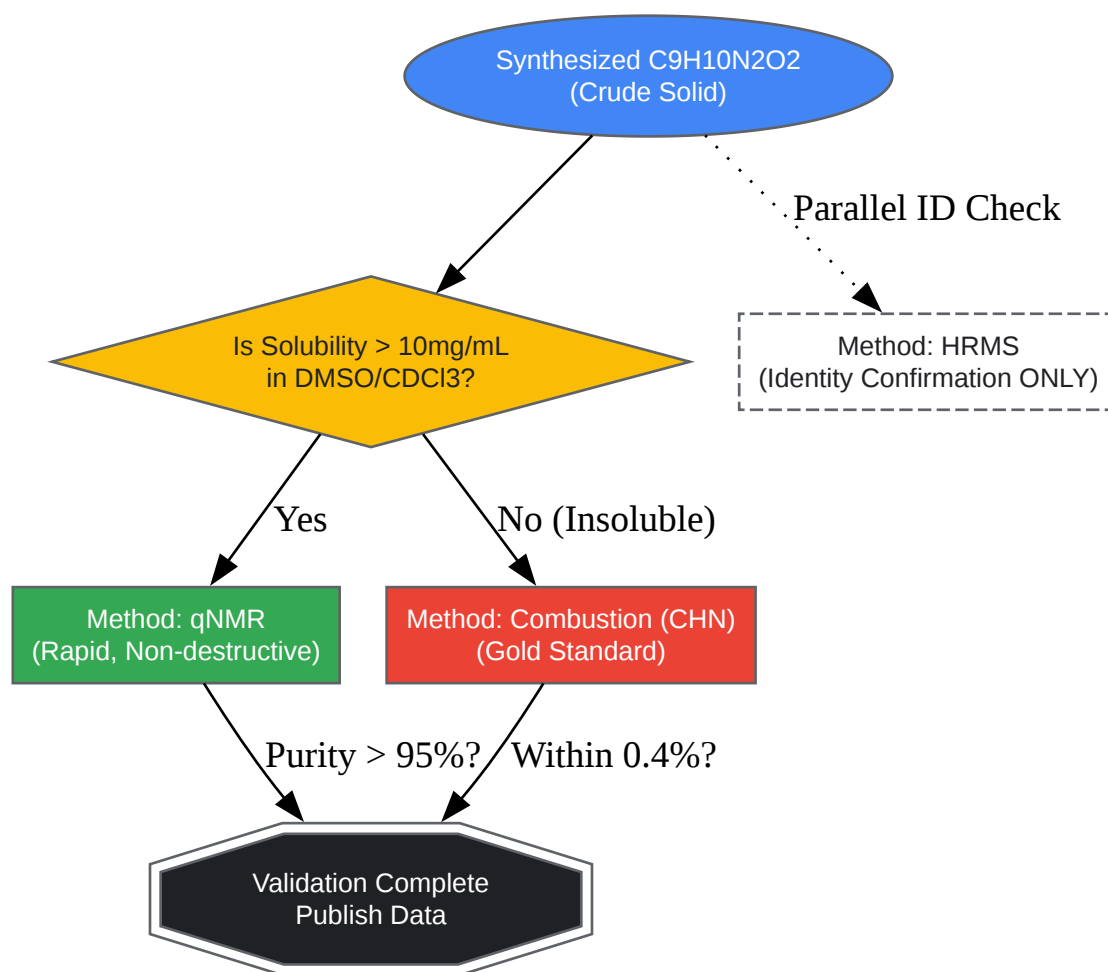 Synthesized C9H10N2O2
(Crude Solid)
Parallel ID Check
Is Solubility > 10mg/mL
in DMSO/CDCl3?
Method: HRMS
(Identity Confirmation ONLY)
Yes
No (Insoluble)
Method: qNMR
(Rapid, Non-destructive)
Method: Combustion (CHN)
(Gold Standard)
Purity > 95%?
Within 0.4%?
Validation Complete
Publish Data